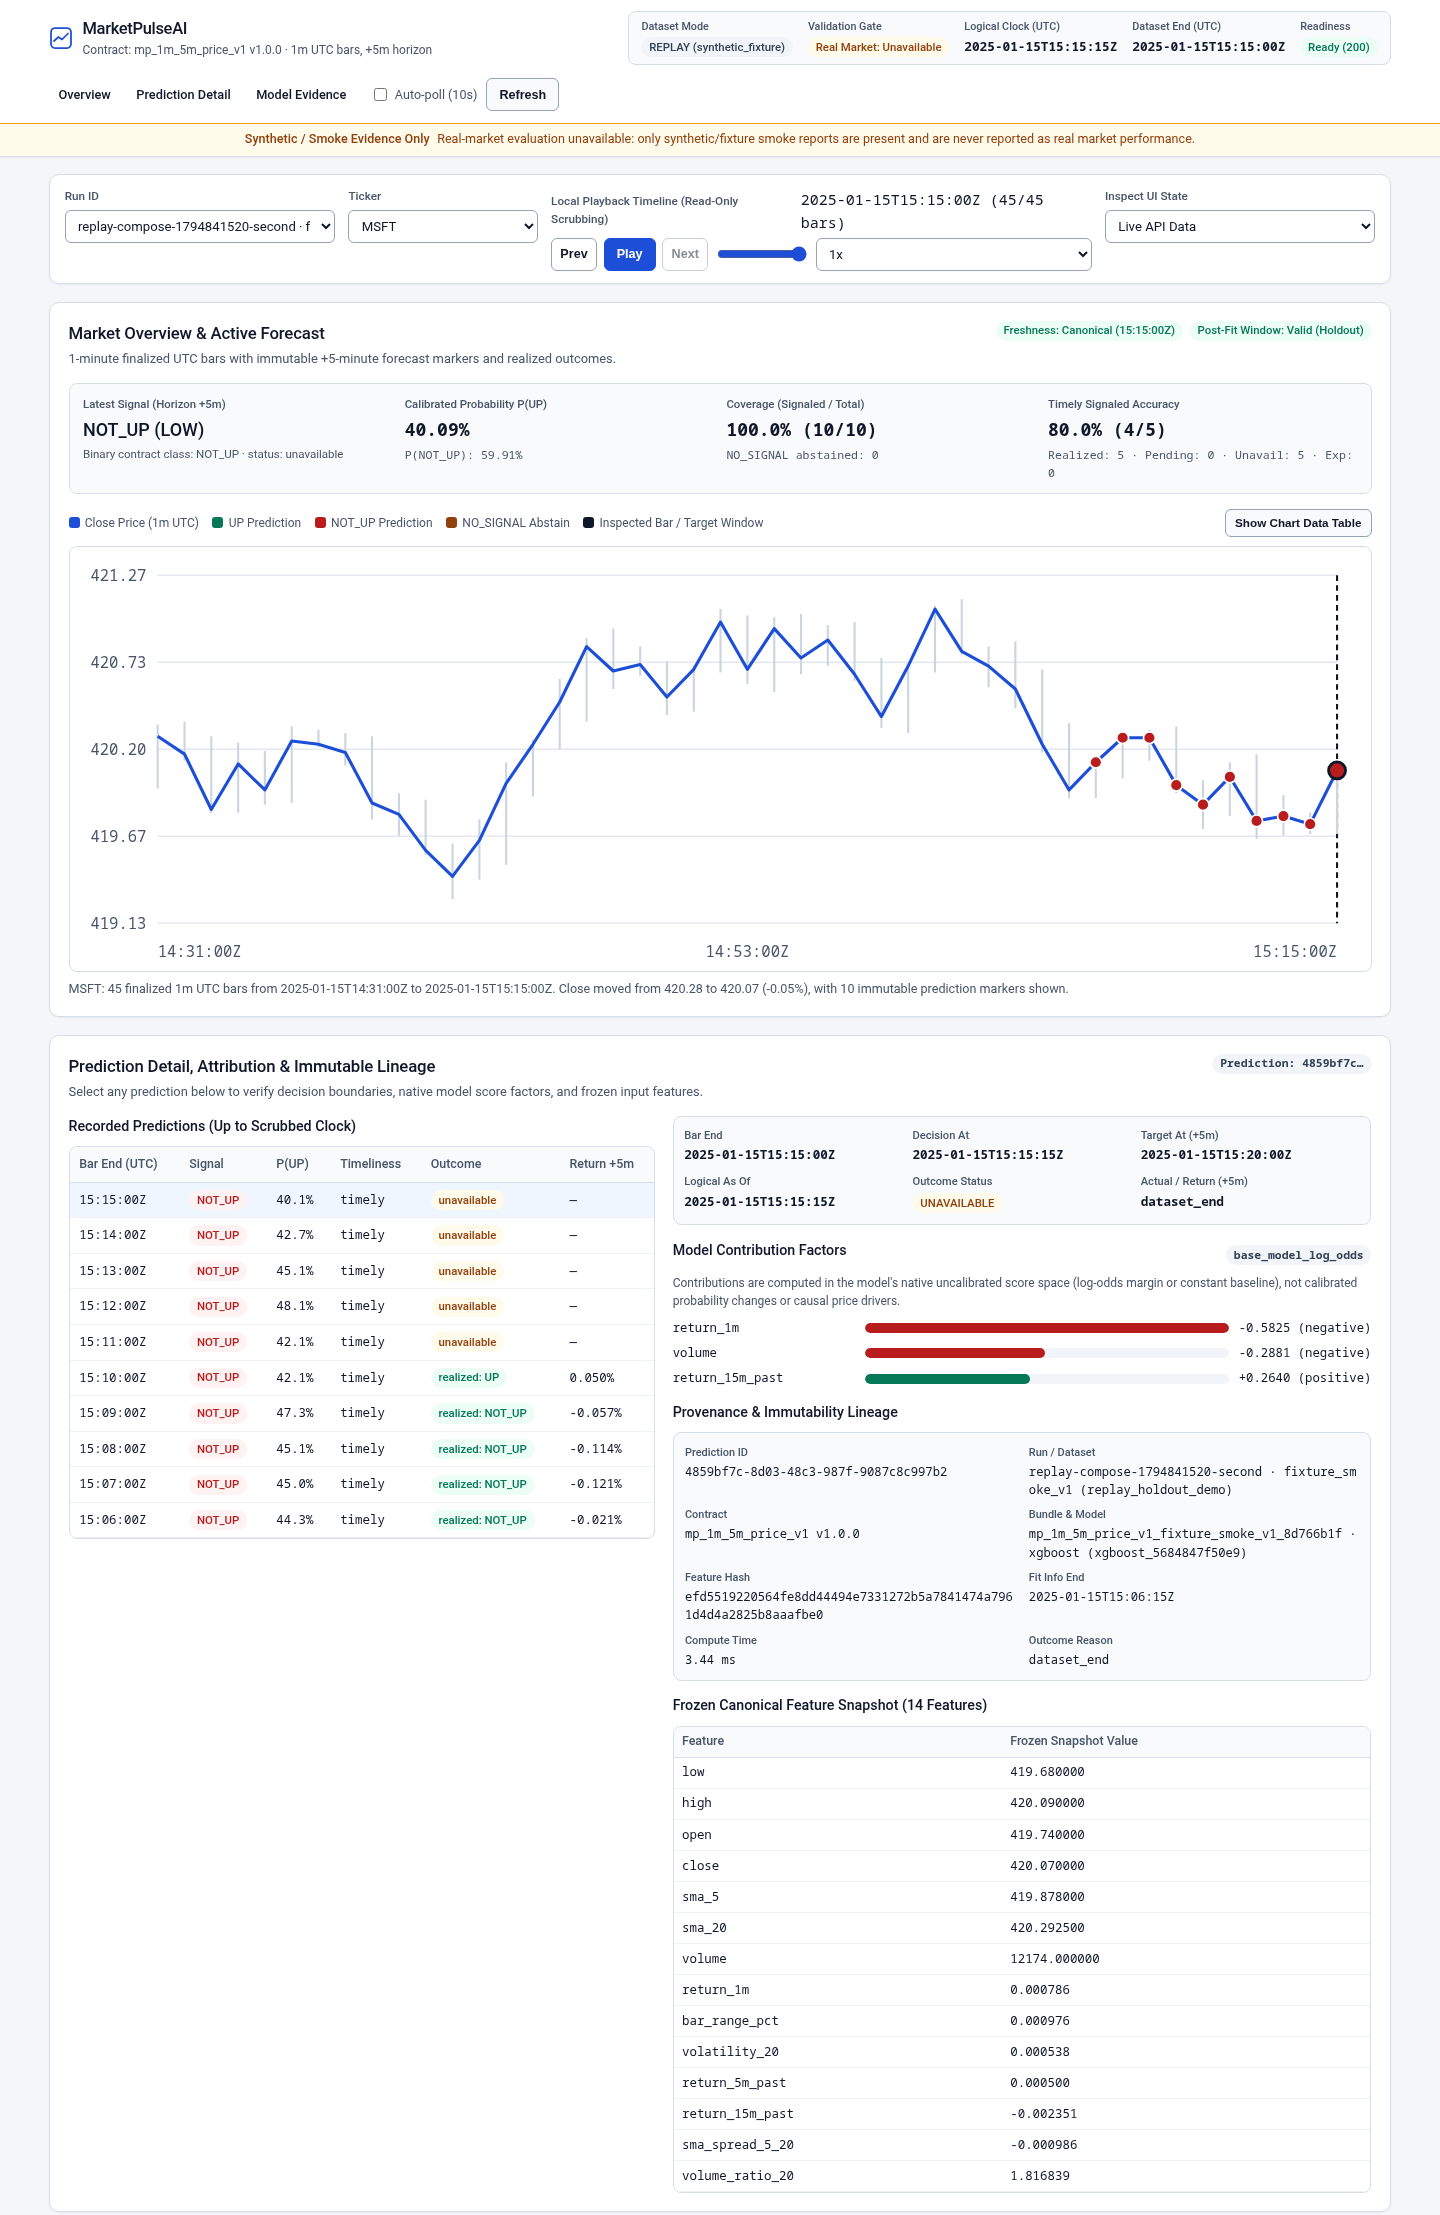 MarketPulseAI
Contract: mp_1m_5m_price_v1 v1.0.0 · 1m UTC bars, +5m horizon
Dataset Mode
REPLAY (synthetic_fixture)
Validation Gate
Real Market: Unavailable
Logical Clock (UTC)
2025-01-15T15:15:15Z
Dataset End (UTC)
2025-01-15T15:15:00Z
Readiness
Ready (200)
Overview Prediction Detail Model Evidence Auto-poll (10s) Refresh
Synthetic / Smoke Evidence Only Real-market evaluation unavailable: only synthetic/fixture smoke reports are present and are never reported as real market performance.
Run ID
replay-compose-1794841520-second · f
Ticker
MSFT
Local Playback Timeline (Read-Only
Scrubbing)
2025-01-15T15:15:00Z (45/45
bars)
Prev Play Next 1x
Inspect UI State
Live API Data
Market Overview & Active Forecast
1-minute finalized UTC bars with immutable +5-minute forecast markers and realized outcomes.
Freshness: Canonical (15:15:00Z) Post-Fit Window: Valid (Holdout)
Latest Signal (Horizon +5m)
NOT_UP (LOW)
Binary contract class: NOT_UP · status: unavailable
Calibrated Probability P(UP)
40.09%
P(NOT_UP): 59.91%
Coverage (Signaled / Total)
100.0% (10/10)
NO_SIGNAL abstained: 0
Timely Signaled Accuracy
80.0% (4/5)
Realized: 5 · Pending: 0 · Unavail: 5 · Exp:
0
Close Price (1m UTC) UP Prediction NOT_UP Prediction NO_SIGNAL Abstain Inspected Bar / Target Window
Show Chart Data Table
421.27
420.73
420.20
419.67
419.13
14:31:00Z 14:53:00Z 15:15:00Z
MSFT: 45 finalized 1m UTC bars from 2025-01-15T14:31:00Z to 2025-01-15T15:15:00Z. Close moved from 420.28 to 420.07 (-0.05%), with 10 immutable prediction markers shown.
Prediction Detail, Attribution & Immutable Lineage
Select any prediction below to verify decision boundaries, native model score factors, and frozen input features.
Prediction: 4859bf7c…
Recorded Predictions (Up to Scrubbed Clock)
Bar End (UTC) Signal P(UP) Timeliness Outcome Return +5m
15:15:00Z NOT_UP 40.1% timely unavailable —
15:14:00Z NOT_UP 42.7% timely unavailable —
15:13:00Z NOT_UP 45.1% timely unavailable —
15:12:00Z NOT_UP 48.1% timely unavailable —
15:11:00Z NOT_UP 42.1% timely unavailable —
15:10:00Z NOT_UP 42.1% timely realized: UP 0.050%
15:09:00Z NOT_UP 47.3% timely realized: NOT_UP -0.057%
15:08:00Z NOT_UP 45.1% timely realized: NOT_UP -0.114%
15:07:00Z NOT_UP 45.0% timely realized: NOT_UP -0.121%
15:06:00Z NOT_UP 44.3% timely realized: NOT_UP -0.021%
Bar End Decision At Target At (+5m)
2025-01-15T15:15:00Z 2025-01-15T15:15:15Z 2025-01-15T15:20:00Z
Logical As Of Outcome Status Actual / Return (+5m)
2025-01-15T15:15:15Z UNAVAILABLE dataset_end
Model Contribution Factors
base_model_log_odds
Contributions are computed in the model's native uncalibrated score space (log-odds margin or constant baseline), not calibrated
probability changes or causal price drivers.
return_1m -0.5825 (negative)
volume -0.2881 (negative)
return_15m_past +0.2640 (positive)
Provenance & Immutability Lineage
Prediction ID
4859bf7c-8d03-48c3-987f-9087c8c997b2
Run / Dataset
replay-compose-1794841520-second · fixture_sm
oke_v1 (replay_holdout_demo)
Contract
mp_1m_5m_price_v1 v1.0.0
Bundle & Model
mp_1m_5m_price_v1_fixture_smoke_v1_8d766b1f ·
xgboost (xgboost_5684847f50e9)
Feature Hash
efd5519220564fe8dd44494e7331272b5a7841474a796
1d4d4a2825b8aaafbe0
Fit Info End
2025-01-15T15:06:15Z
Compute Time
3.44 ms
Outcome Reason
dataset_end
Frozen Canonical Feature Snapshot (14 Features)
Feature Frozen Snapshot Value
low 419.680000
high 420.090000
open 419.740000
close 420.070000
sma_5 419.878000
sma_20 420.292500
volume 12174.000000
return_1m 0.000786
bar_range_pct 0.000976
volatility_20 0.000538
return_5m_past 0.000500
return_15m_past -0.002351
sma_spread_5_20 -0.000986
volume_ratio_20 1.816839